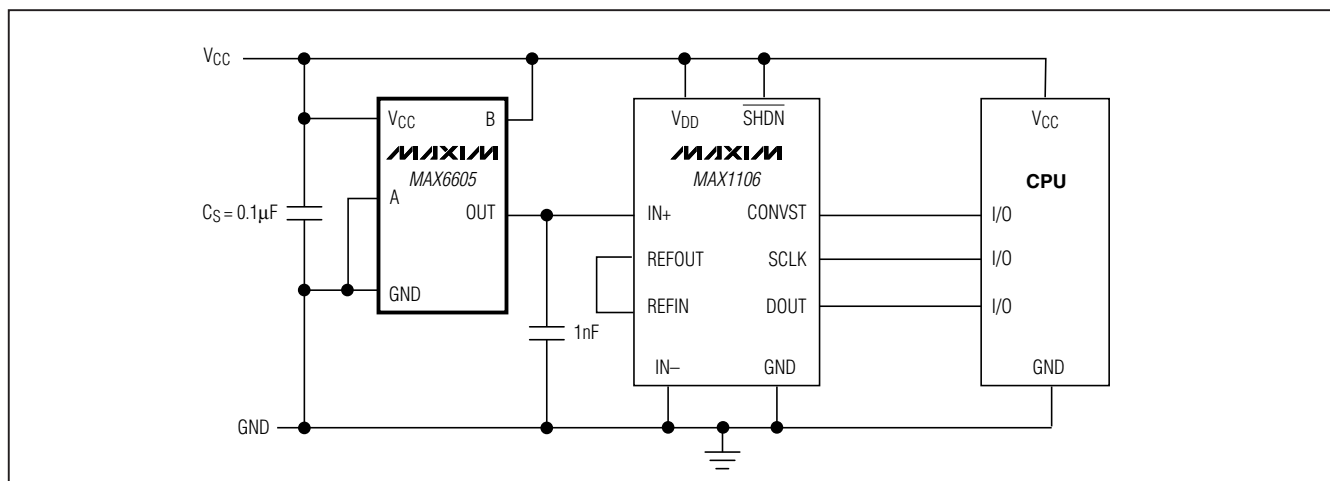 VCC
VCC
B
MAXIM
MAX6605
A
OUT
GND
CS = 0.1µF
1nF
GND
VDD
SHDN
MAXIM
MAX1106
IN+
CONVST
REFOUT
SCLK
REFIN
DOUT
IN–
GND
VCC
CPU
I/O
I/O
I/O
GND